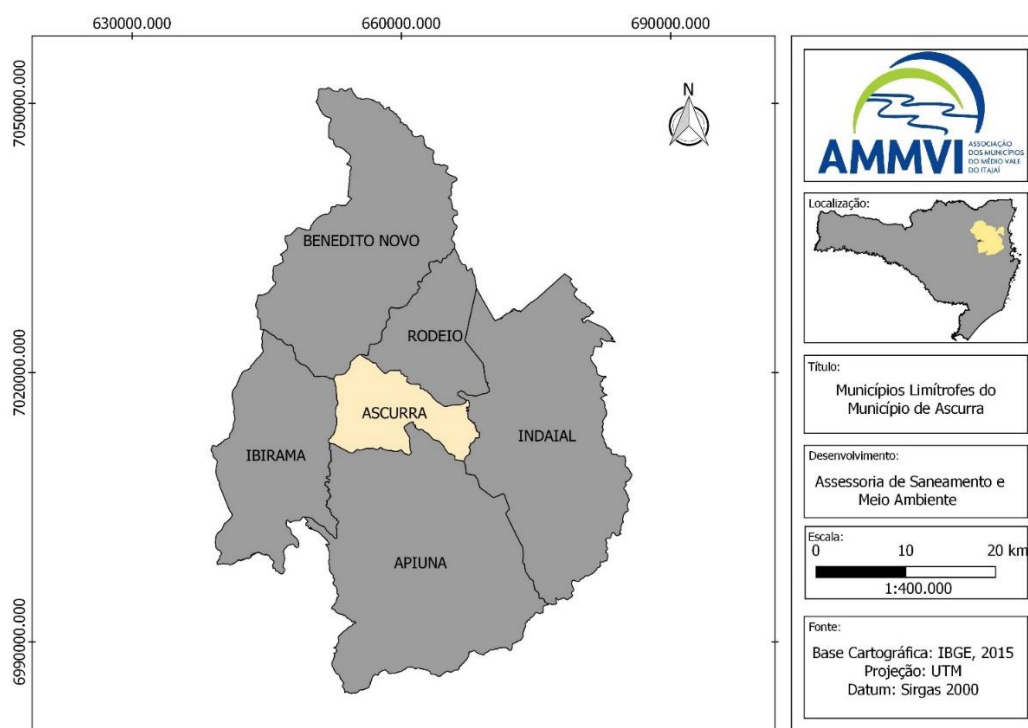 630000.000
660000.000
690000.000
7050000.000
7020000.000
6990000.000
N
BENEDITO NOVO
RODEIO
ASCURRA
INDAIAL
IBIRAMA
APIUNA
AMMVI
ASSOCIAÇÃO
DOS MUNICÍPIOS
DO MÉDIO VALE
DO ITAJAÍ
Localização:
Título:
Municípios Limítrofes do
Município de Ascurra
Desenvolvimento:
Assessoria de Saneamento e
Meio Ambiente
Escala:
0 10 20 km
1:400.000
Fonte:
Base Cartográfica: IBGE, 2015
Projeção: UTM
Datum: Sirgas 2000